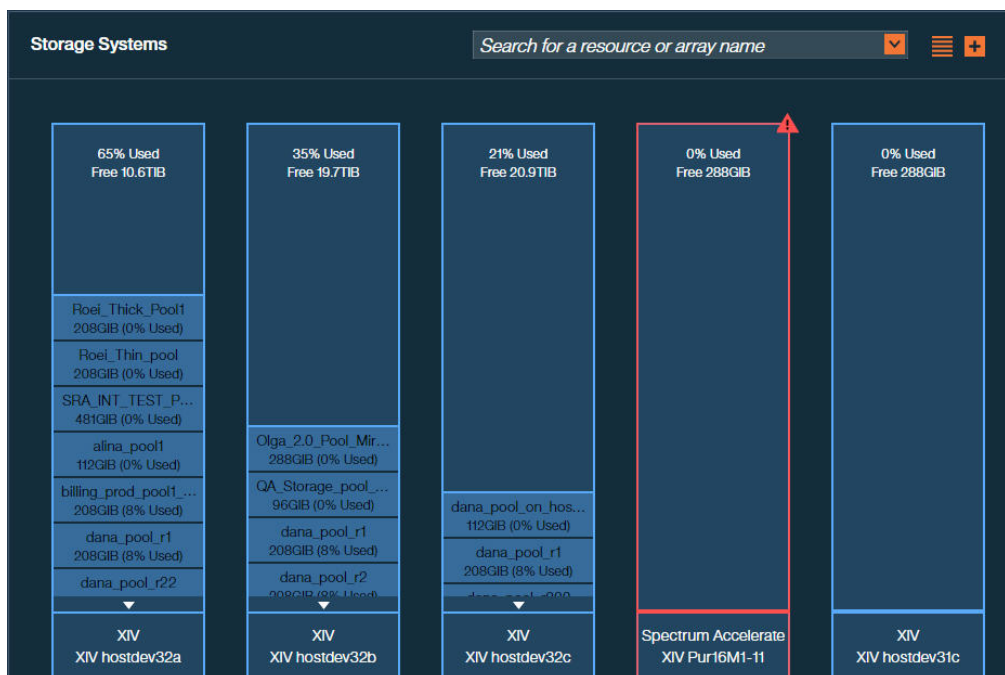 Storage Systems
Search for a resource or array name
65% Used
Free 10.6TIB
Roei_Thick_Pool1
208GIB (0% Used)
Roei_Thin_pool
208GIB (0% Used)
SRA_INT_TEST_P...
481GIB (0% Used)
alina_pool1
112GIB (0% Used)
billing_prod_pool1_...
208GIB (8% Used)
dana_pool_r1
208GIB (8% Used)
dana_pool_r22
XIV
XIV hostdev32a
35% Used
Free 19.7TIB
Olga_2.0_Pool_Mir...
288GIB (0% Used)
QA_Storage_pool_...
96GIB (0% Used)
dana_pool_r1
208GIB (8% Used)
dana_pool_r2
208GIB (8% Used)
XIV
XIV hostdev32b
21% Used
Free 20.9TIB
dana_pool_on_hos...
112GIB (0% Used)
dana_pool_r1
208GIB (8% Used)
XIV
XIV hostdev32c
0% Used
Free 288GIB
Spectrum Accelerate
XIV Pur16M1-11
0% Used
Free 288GIB
XIV
XIV hostdev31c